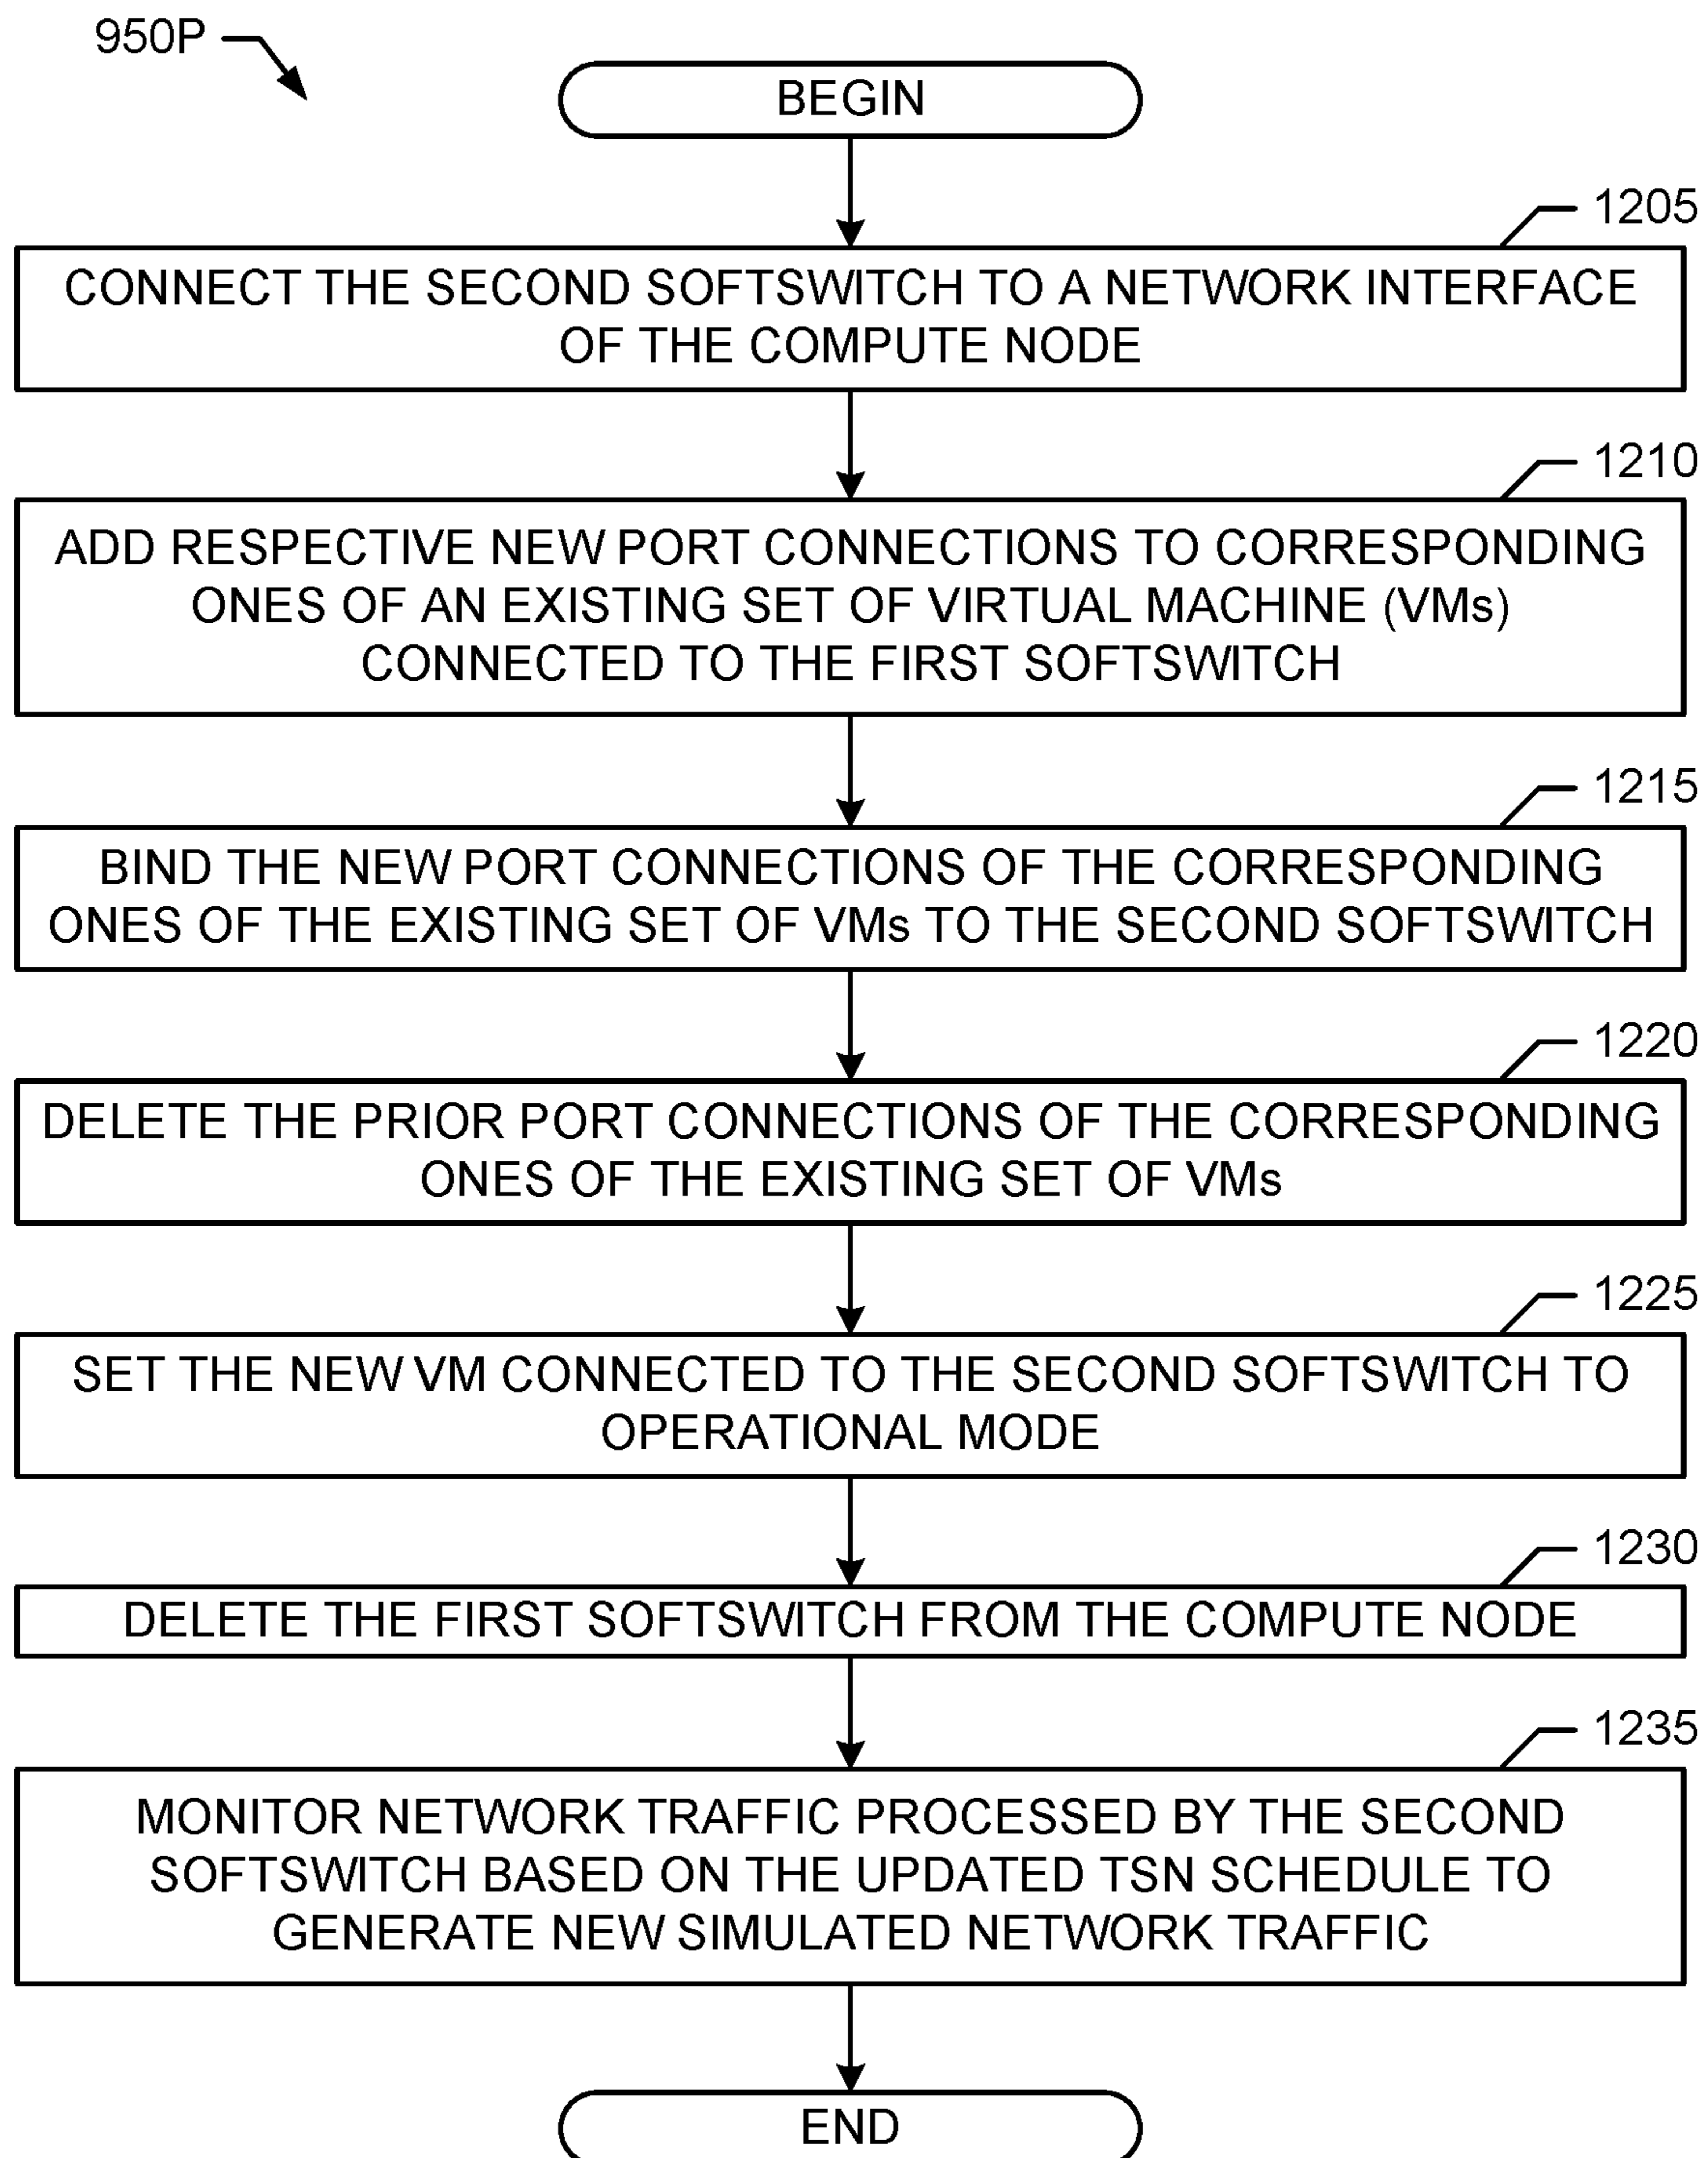 950P
BEGIN
1205
CONNECT THE SECOND SOFTSWITCH TO A NETWORK INTERFACE
OF THE COMPUTE NODE
1210
ADD RESPECTIVE NEW PORT CONNECTIONS TO CORRESPONDING
ONES OF AN EXISTING SET OF VIRTUAL MACHINE (VMs)
CONNECTED TO THE FIRST SOFTSWITCH
1215
BIND THE NEW PORT CONNECTIONS OF THE CORRESPONDING
ONES OF THE EXISTING SET OF VMs TO THE SECOND SOFTSWITCH
1220
DELETE THE PRIOR PORT CONNECTIONS OF THE CORRESPONDING
ONES OF THE EXISTING SET OF VMs
1225
SET THE NEW VM CONNECTED TO THE SECOND SOFTSWITCH TO
OPERATIONAL MODE
1230
DELETE THE FIRST SOFTSWITCH FROM THE COMPUTE NODE
1235
MONITOR NETWORK TRAFFIC PROCESSED BY THE SECOND
SOFTSWITCH BASED ON THE UPDATED TSN SCHEDULE TO
GENERATE NEW SIMULATED NETWORK TRAFFIC
END